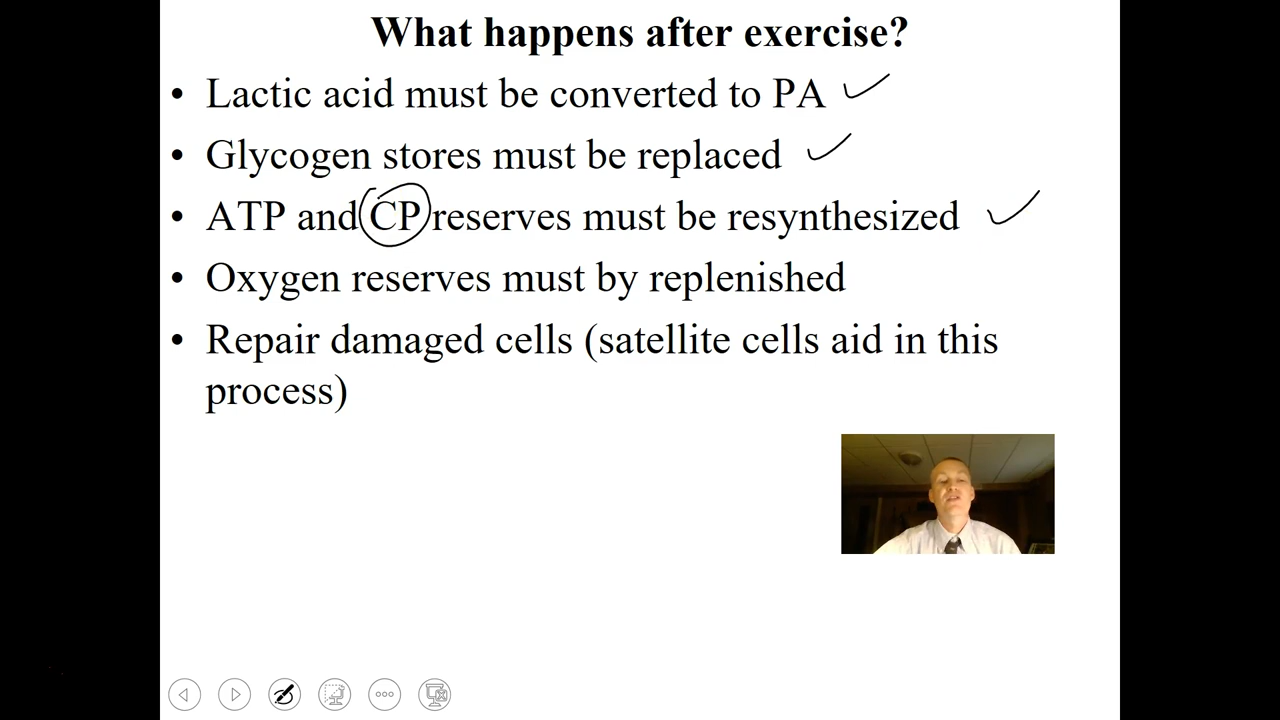 What happens after exercise?
• Lactic acid must be converted to PA
• Glycogen stores must be replaced
• ATP and CP reserves must be resynthesized
• Oxygen reserves must by replenished
• Repair damaged cells (satellite cells aid in this
process)